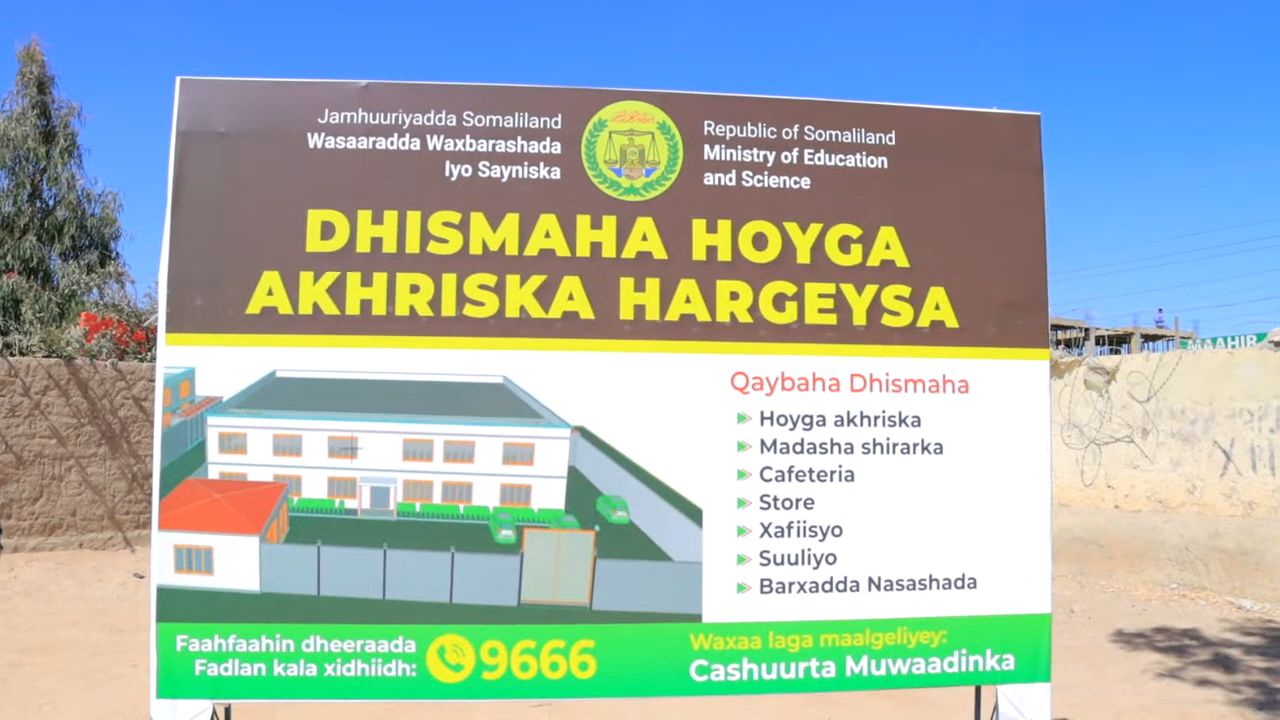 Jamhuuriyadda Somaliland
Wasaaradda Waxbarashada
Iyo Sayniska
Republic of Somaliland
Ministry of Education
and Science
DHISMAHA HOYGA
AKHRISKA HARGEYSA
Qaybaha Dhismaha
Hoyga akhriska
Madasha shirarka
Cafeteria
Store
Xafiisyo
Suuliyo
Barxadda Nasashada
Faahfaahin dheeraada
Fadlan kala xidhiidh:
9666
Waxaa laga maalgeliyey:
Cashuurta Muwaadinka
MAAHIR